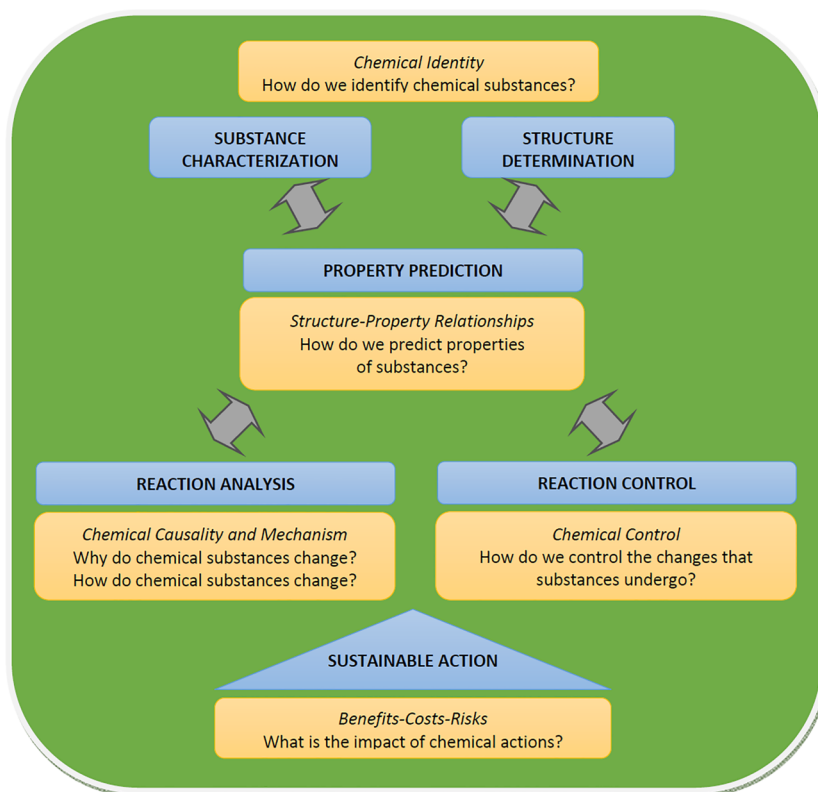 Chemical Identity
How do we identify chemical substances?
SUBSTANCE
CHARACTERIZATION
STRUCTURE
DETERMINATION
PROPERTY PREDICTION
Structure-Property Relationships
How do we predict properties
of substances?
REACTION ANALYSIS
Chemical Causality and Mechanism
Why do chemical substances change?
How do chemical substances change?
REACTION CONTROL
Chemical Control
How do we control the changes that
substances undergo?
SUSTAINABLE ACTION
Benefits-Costs-Risks
What is the impact of chemical actions?